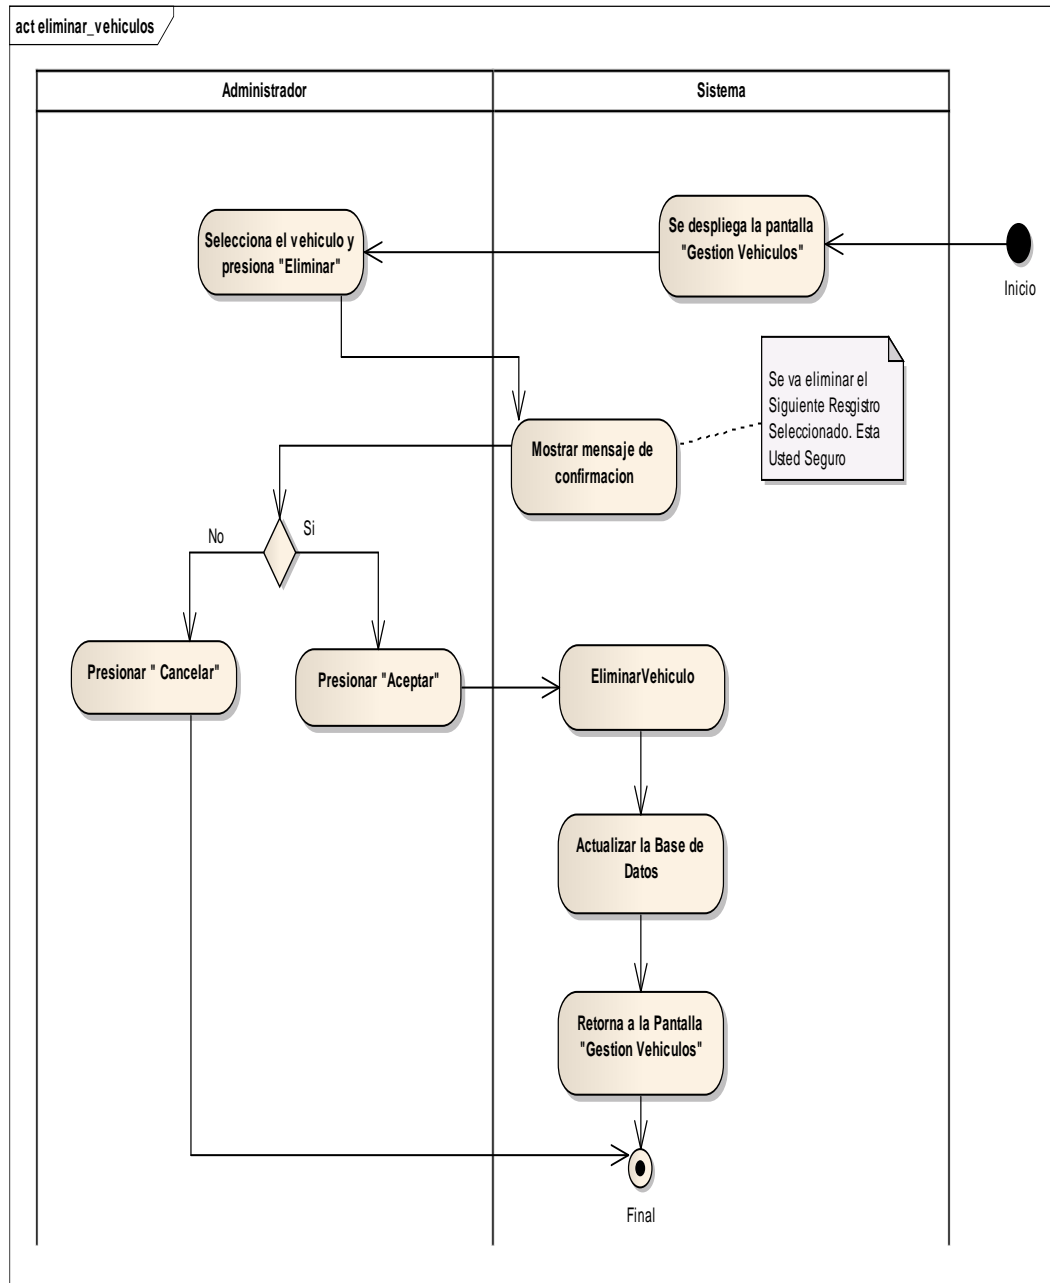 act eliminar_vehiculos
Administrador
Sistema
Selecciona el vehiculo y
presiona "Eliminar"
Se despliega la pantalla
"Gestion Vehiculos"
Inicio
Se va eliminar el
Siguiente Resgistro
Seleccionado. Esta
Usted Seguro
Mostrar mensaje de
confirmacion
No
Si
Presionar " Cancelar"
Presionar "Aceptar"
EliminarVehiculo
Actualizar la Base de
Datos
Retorna a la Pantalla
"Gestion Vehiculos"
Final